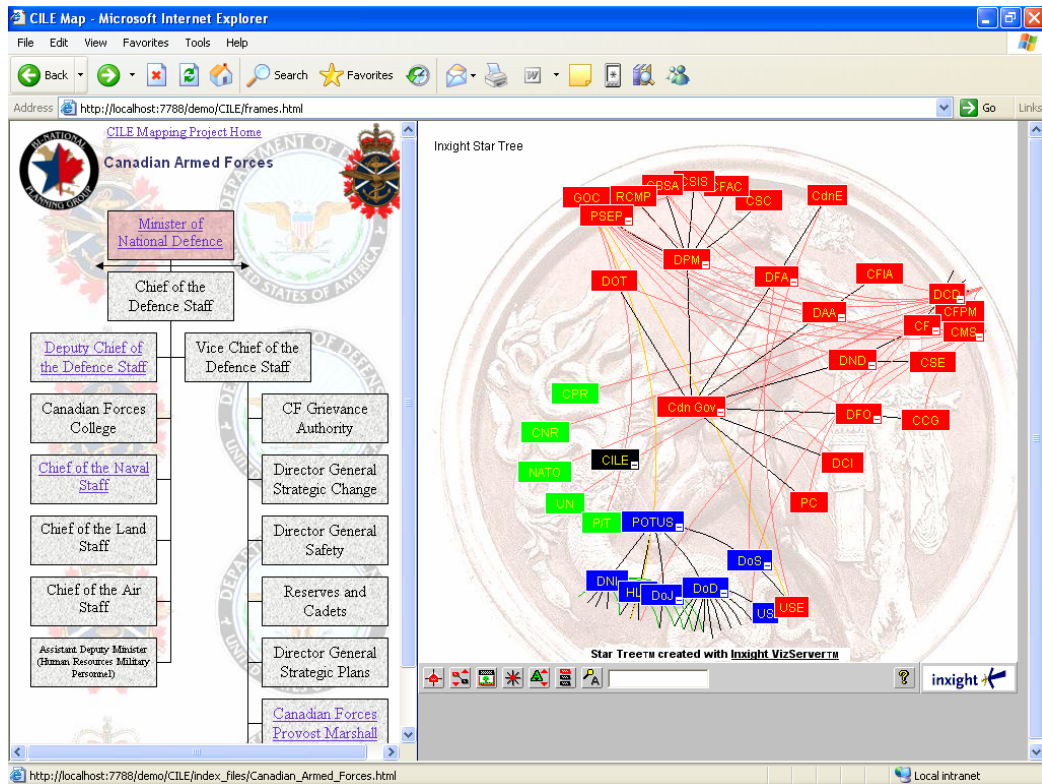 CILE Map - Microsoft Internet Explorer
File Edit View Favorites Tools Help
Back Search Favorites
Address http://localhost:7788/demo/CILE/frames.html Go Links
CILE Mapping Project Home
BI-NATIONAL
PLANNING GROUP
Canadian Armed Forces
Minister of
National Defence
Chief of the
Defence Staff
Deputy Chief of
the Defence Staff
Vice Chief of the
Defence Staff
Canadian Forces
College
CF Grievance
Authority
Chief of the Naval
Staff
Director General
Strategic Change
Chief of the Land
Staff
Director General
Safety
Chief of the Air
Staff
Reserves and
Cadets
Assistant Deputy Minister
(Human Resources Military
Personnel)
Director General
Strategic Plans
Canadian Forces
Provost Marshall
Inxight Star Tree
GOC
RCMP
CBSA
CSIS
CFAC
CSC
CdnE
PSEP
DPM
DOT
DFA
CFIA
DCD
DAA
CFPM
CF
CMS
DND
CSE
CPR
Cdn Gov
DFO
CCG
CNR
CILE
DCI
NATO
UN
PC
P/T
POTUS
DoS
DNI
DoJ
DoD
US
USE
Star Tree™ created with Inxight VizServer™
inxight
http://localhost:7788/demo/CILE/index_files/Canadian_Armed_Forces.html
Local intranet